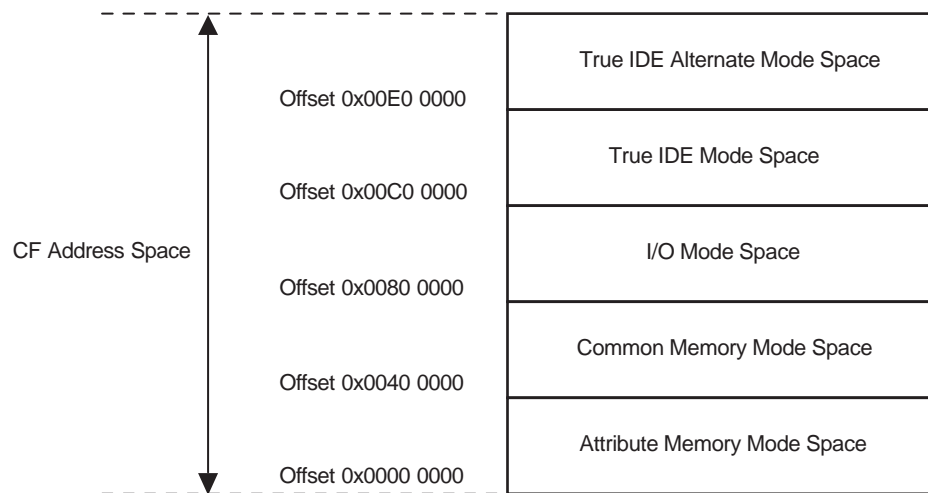 True IDE Alternate Mode Space
Offset 0x00E0 0000
True IDE Mode Space
Offset 0x00C0 0000
CF Address Space
I/O Mode Space
Offset 0x0080 0000
Common Memory Mode Space
Offset 0x0040 0000
Attribute Memory Mode Space
Offset 0x0000 0000